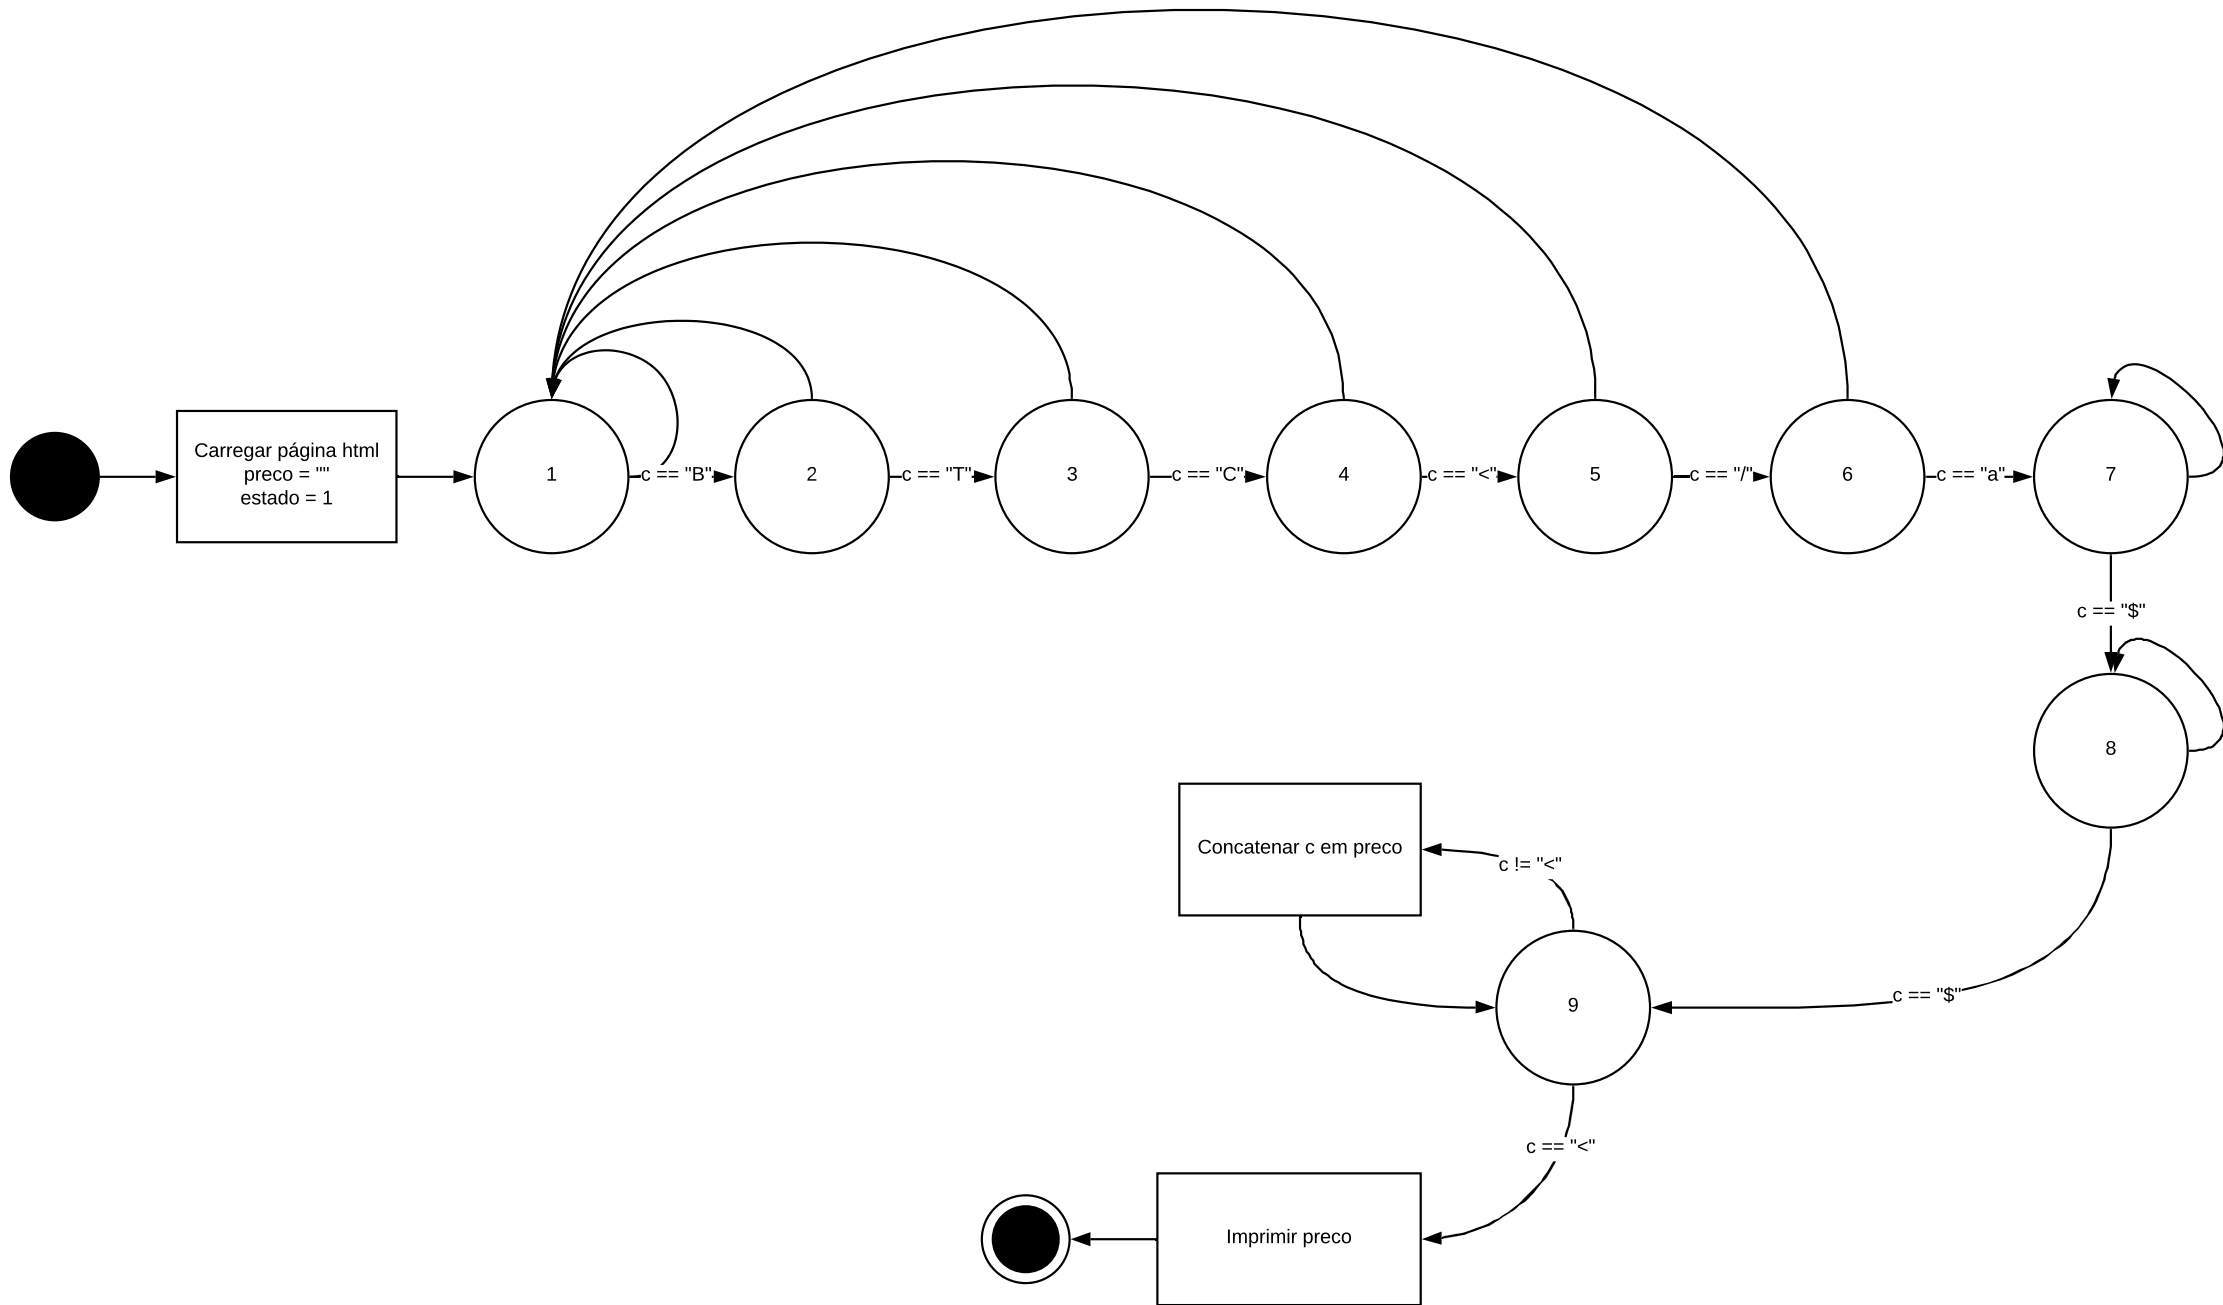 Carregar página html
preco = ""
estado = 1
1
c == "B"
2
c == "T"
3
c == "C"
4
c == "<"
5
c == "/"
6
c == "a"
7
c == "$"
8
c == "$"
9
c != "<"
Concatenar c em preco
c == "<"
Imprimir preco